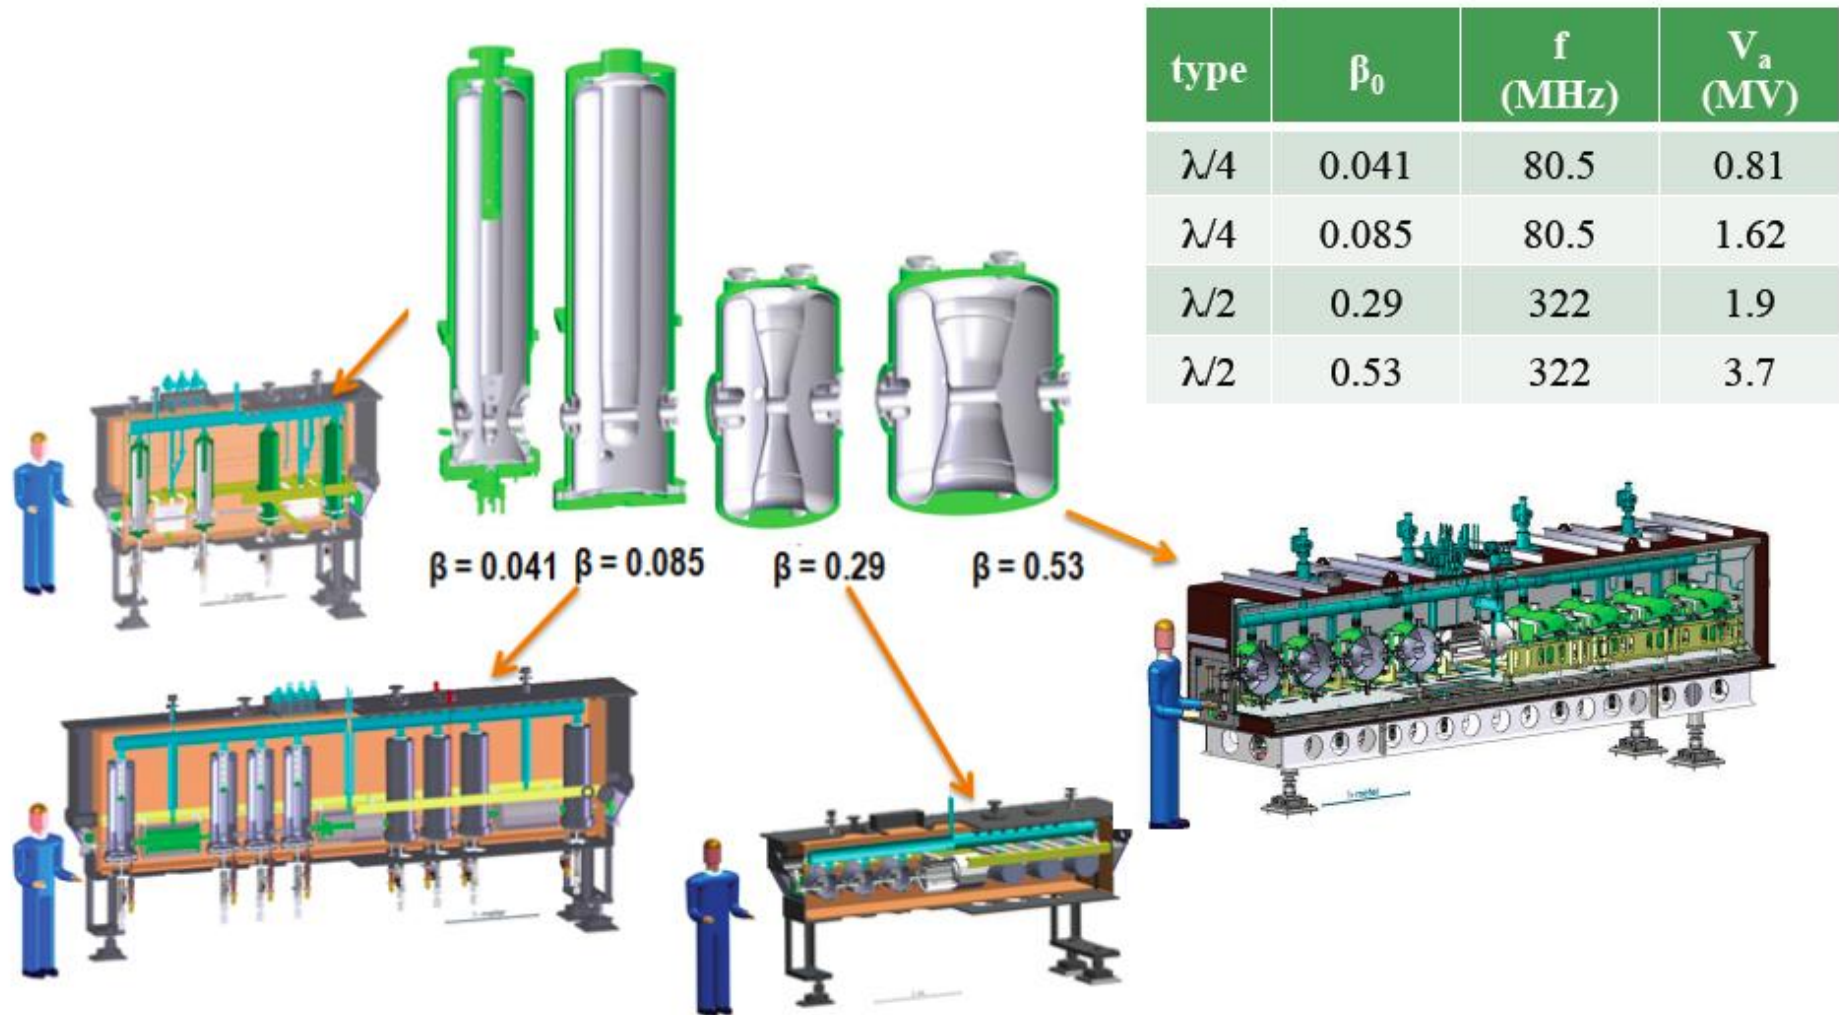 type β₀ f (MHz) Vₐ (MV)
λ/4 0.041 80.5 0.81
λ/4 0.085 80.5 1.62
λ/2 0.29 322 1.9
λ/2 0.53 322 3.7
β = 0.041 β = 0.085 β = 0.29 β = 0.53